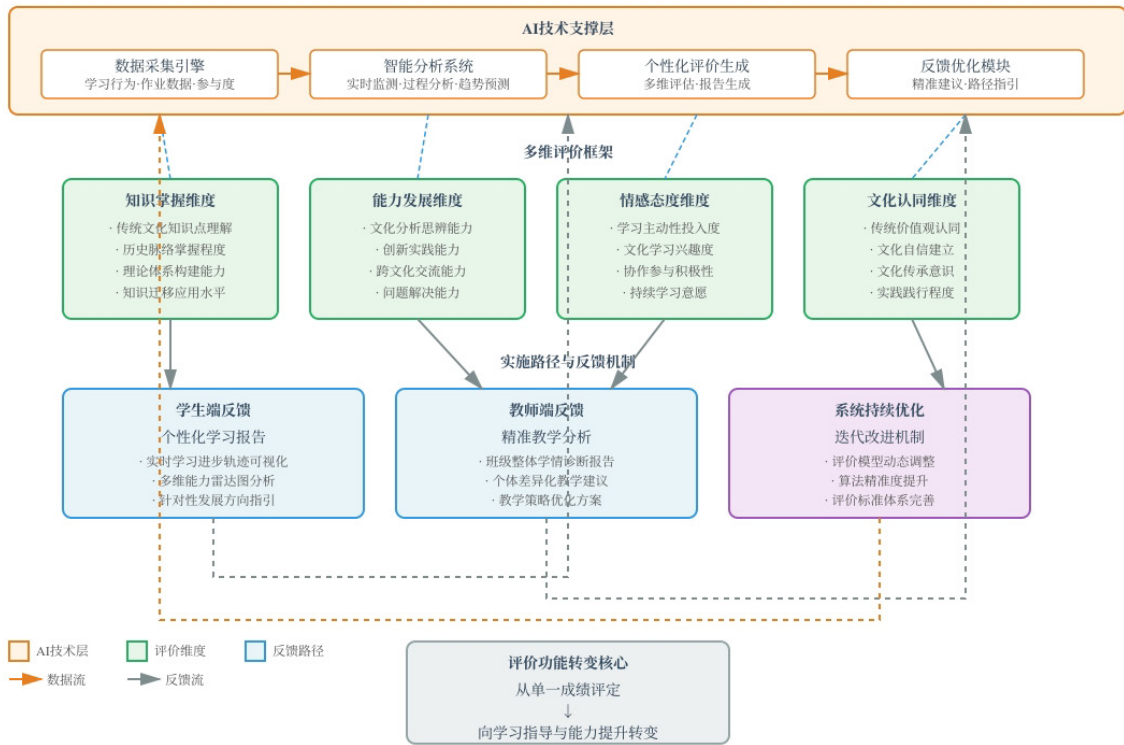 AI技术支撑层
数据采集引擎
学习行为·作业数据·参与度
智能分析系统
实时监测·过程分析·趋势预测
个性化评价生成
多维评估·报告生成
反馈优化模块
精准建议·路径指引
多维评价框架
知识掌握维度
· 传统文化知识点理解
· 历史脉络掌握程度
· 理论体系构建能力
· 知识迁移应用水平
能力发展维度
· 文化分析思辨能力
· 创新实践能力
· 跨文化交流能力
· 问题解决能力
情感态度维度
· 学习主动性投入度
· 文化学习兴趣度
· 协作参与积极性
· 持续学习意愿
文化认同维度
· 传统价值观认同
· 文化自信建立
· 文化传承意识
· 实践践行程度
实施路径与反馈机制
学生端反馈
个性化学习报告
· 实时学习进步轨迹可视化
· 多维能力雷达图分析
· 针对性发展方向指引
教师端反馈
精准教学分析
· 班级整体学情诊断报告
· 个体差异化教学建议
· 教学策略优化方案
系统持续优化
迭代改进机制
· 评价模型动态调整
· 算法精准度提升
· 评价标准体系完善
AI技术层
评价维度
反馈路径
数据流
反馈流
评价功能转变核心
从单一成绩评定
↓
向学习指导与能力提升转变